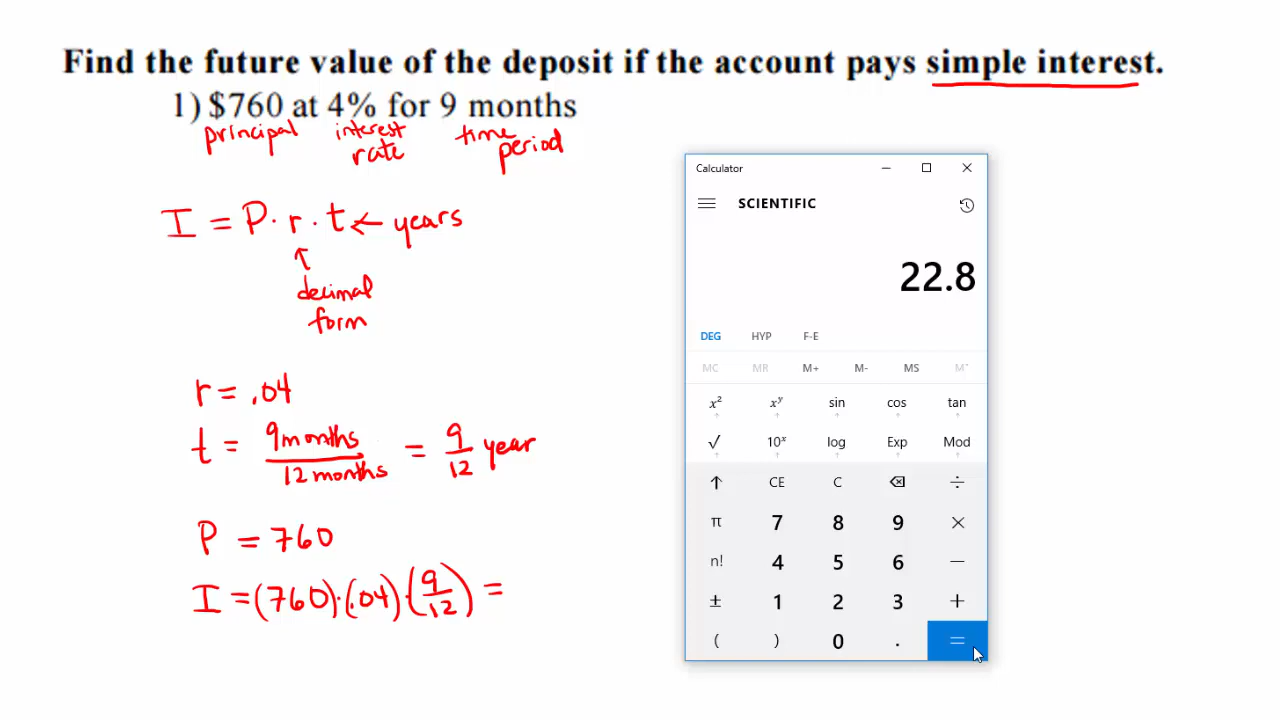 Find the future value of the deposit if the account pays simple interest.
1) $760 at 4% for 9 months
principal interest rate time period
I = P · r · t ← years
↑
decimal
form
r = .04
t = 9 months / 12 months = 9/12 year
P = 760
I = (760) · (.04) · (9/12) =
Calculator
SCIENTIFIC
22.8
DEG HYP F-E
MC MR M+ M- MS M˅
x² xʸ sin cos tan
√ 10ˣ log Exp Mod
↑ CE C ⌫ ÷
π 7 8 9 ×
n! 4 5 6 −
± 1 2 3 +
( ) 0 . =